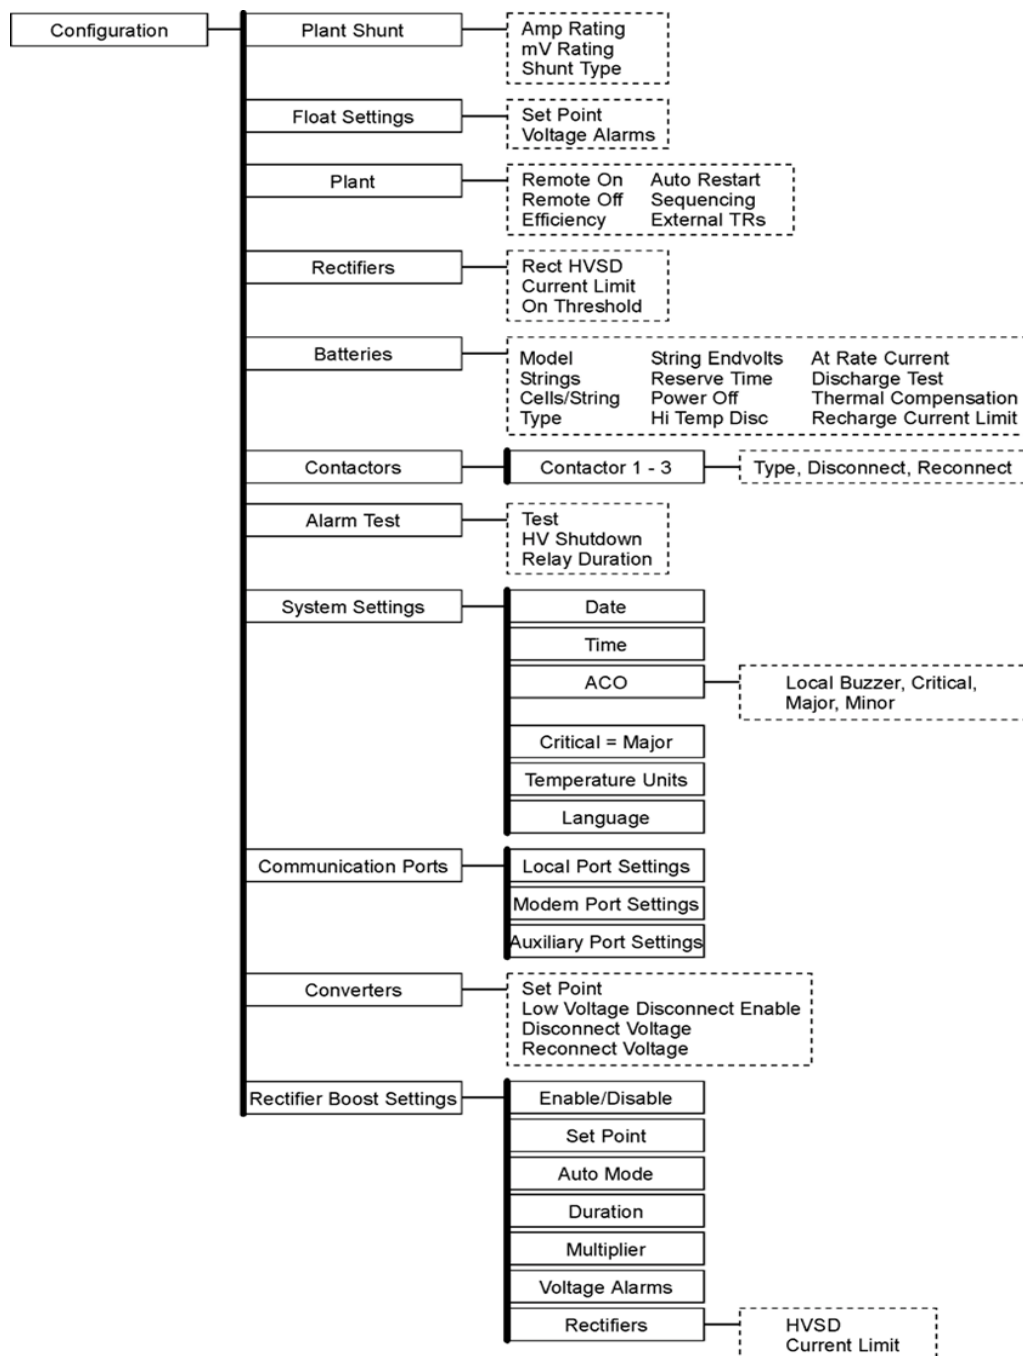 Configuration
Plant Shunt
Amp Rating
mV Rating
Shunt Type
Float Settings
Set Point
Voltage Alarms
Plant
Remote On Auto Restart
Remote Off Sequencing
Efficiency External TRs
Rectifiers
Rect HVSD
Current Limit
On Threshold
Batteries
Model String Endvolts At Rate Current
Strings Reserve Time Discharge Test
Cells/String Power Off Thermal Compensation
Type Hi Temp Disc Recharge Current Limit
Contactors
Contactor 1 - 3
Type, Disconnect, Reconnect
Alarm Test
Test
HV Shutdown
Relay Duration
System Settings
Date
Time
ACO
Local Buzzer, Critical,
Major, Minor
Critical = Major
Temperature Units
Language
Communication Ports
Local Port Settings
Modem Port Settings
Auxiliary Port Settings
Converters
Set Point
Low Voltage Disconnect Enable
Disconnect Voltage
Reconnect Voltage
Rectifier Boost Settings
Enable/Disable
Set Point
Auto Mode
Duration
Multiplier
Voltage Alarms
Rectifiers
HVSD
Current Limit